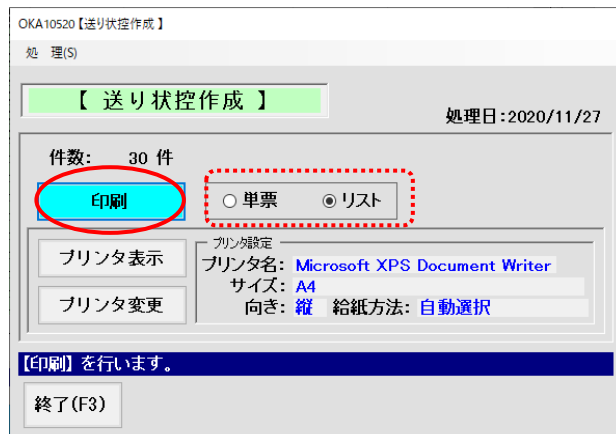 OKA10520【送り状控作成】
処 理(S)
【 送り状控作成 】
処理日:2020/11/27
件数: 30 件
印刷 単票 リスト
プリンタ表示
プリンタ設定
プリンタ名: Microsoft XPS Document Writer
サイズ: A4
プリンタ変更
向き: 縦 給紙方法: 自動選択
【印刷】を行います。
終了(F3)